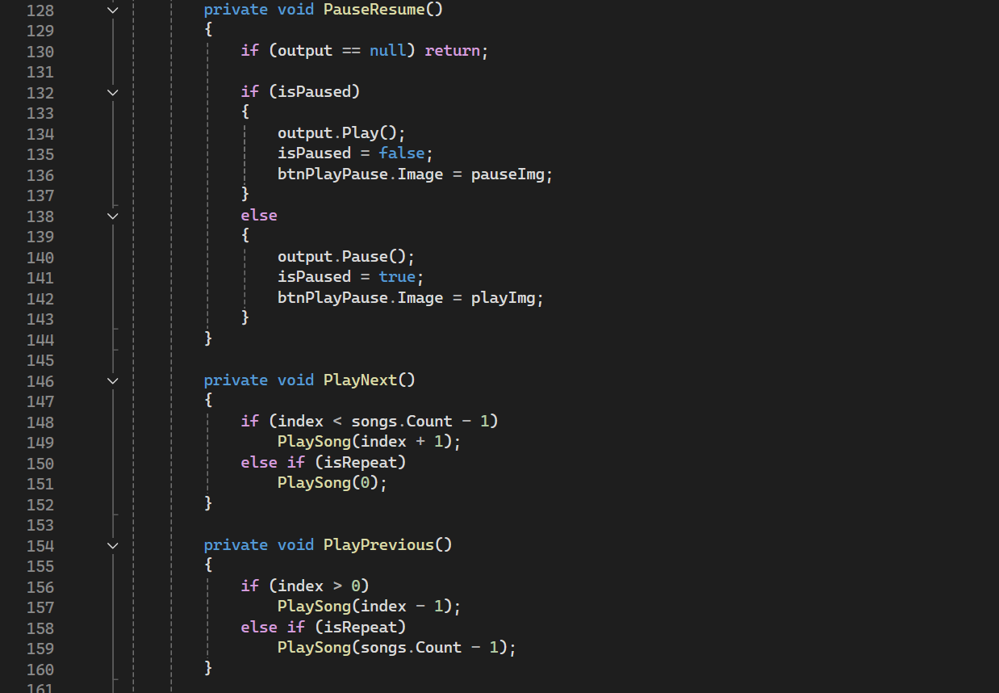 128 private void PauseResume()
129 {
130 if (output == null) return;
131
132 if (isPaused)
133 {
134 output.Play();
135 isPaused = false;
136 btnPlayPause.Image = pauseImg;
137 }
138 else
139 {
140 output.Pause();
141 isPaused = true;
142 btnPlayPause.Image = playImg;
143 }
144 }
145
146 private void PlayNext()
147 {
148 if (index < songs.Count - 1)
149 PlaySong(index + 1);
150 else if (isRepeat)
151 PlaySong(0);
152 }
153
154 private void PlayPrevious()
155 {
156 if (index > 0)
157 PlaySong(index - 1);
158 else if (isRepeat)
159 PlaySong(songs.Count - 1);
160 }
161